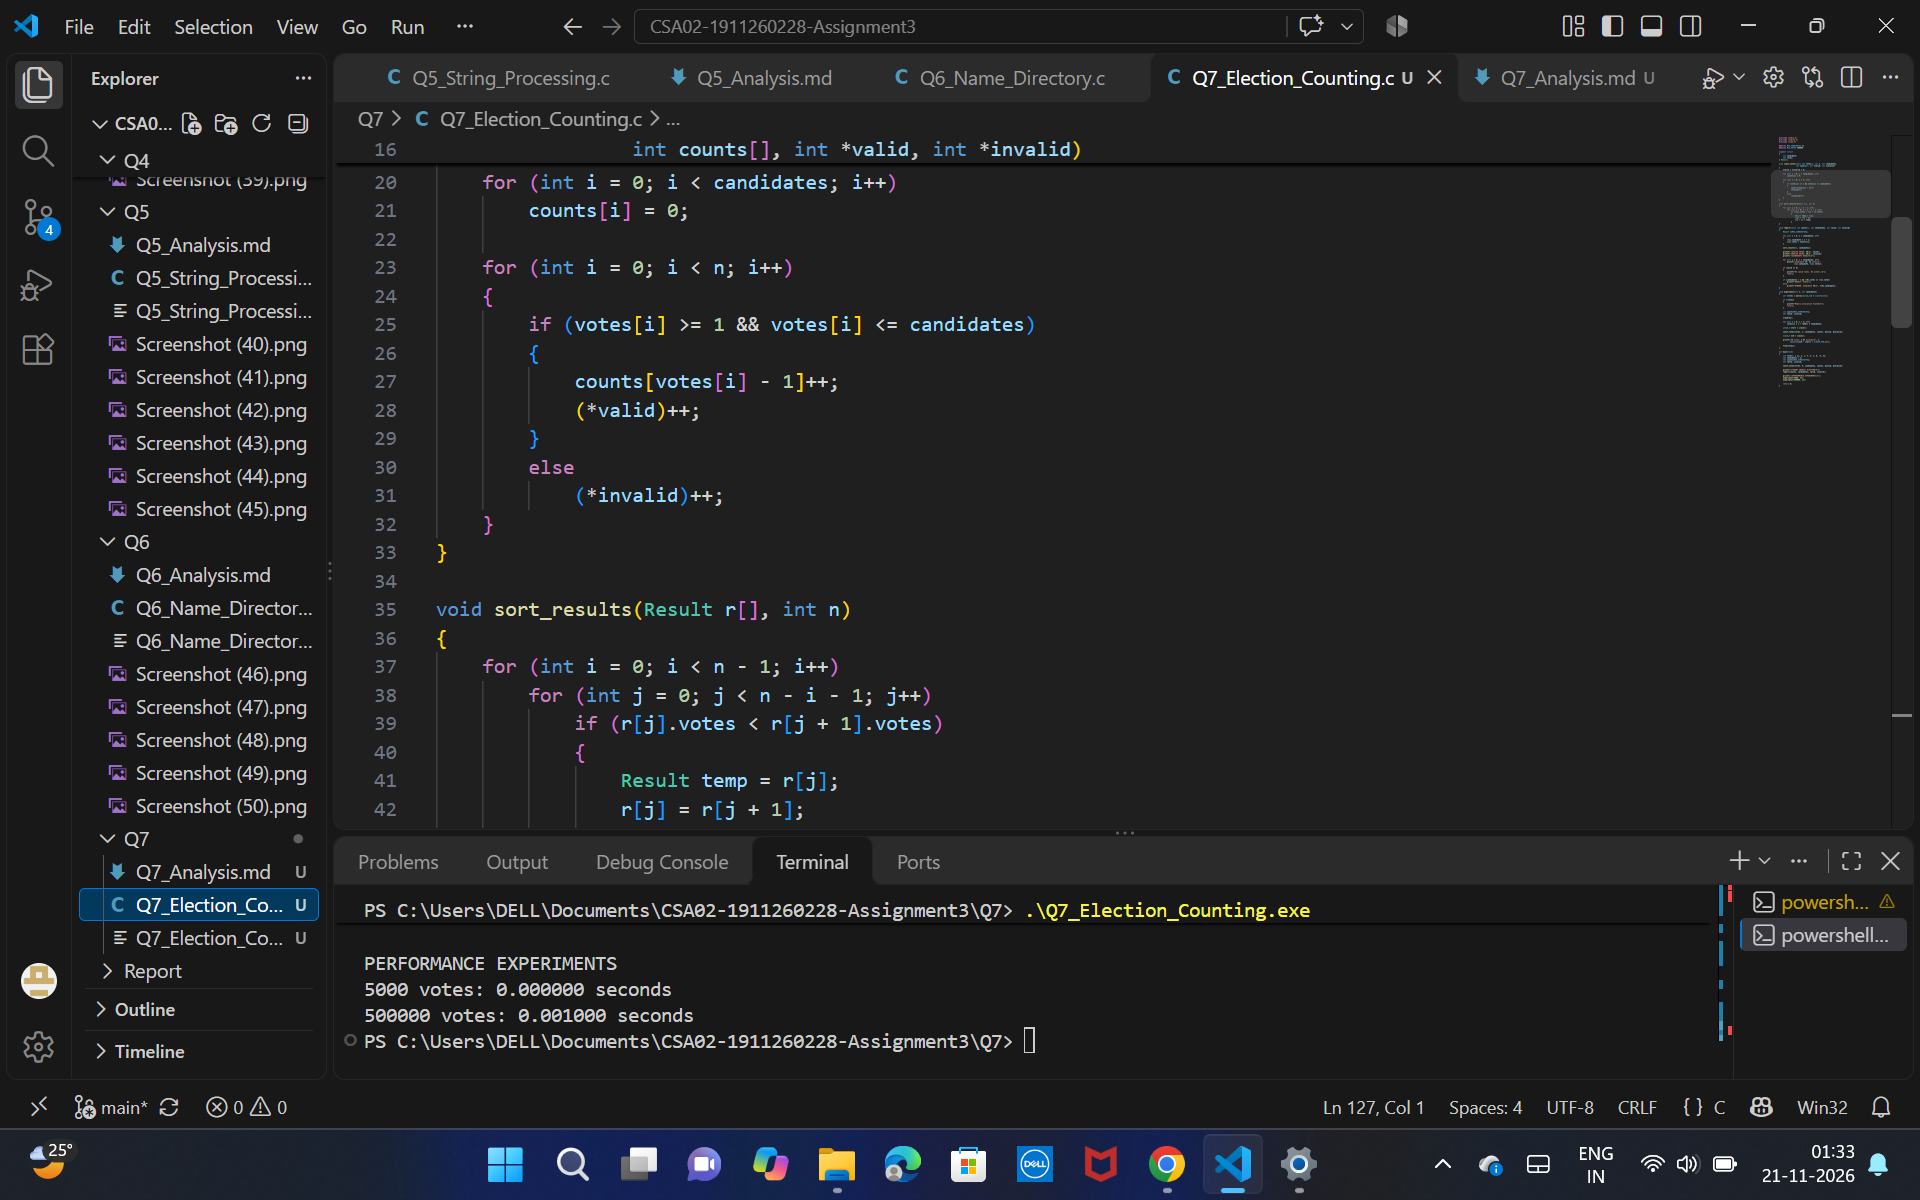 File Edit Selection View Go Run ···
CSA02-1911260228-Assignment3
Explorer
CSA0...
Q4
Screenshot (39).png
Q5
Q5_Analysis.md
Q5_String_Processi...
Q5_String_Processi...
Screenshot (40).png
Screenshot (41).png
Screenshot (42).png
Screenshot (43).png
Screenshot (44).png
Screenshot (45).png
Q6
Q6_Analysis.md
Q6_Name_Director...
Q6_Name_Director...
Screenshot (46).png
Screenshot (47).png
Screenshot (48).png
Screenshot (49).png
Screenshot (50).png
Q7
Q7_Analysis.md U
Q7_Election_Co... U
Q7_Election_Co... U
Report
Outline
Timeline
4
C Q5_String_Processing.c Q5_Analysis.md C Q6_Name_Directory.c C Q7_Election_Counting.c U Q7_Analysis.md U
Q7 > C Q7_Election_Counting.c > ...
16 int counts[], int *valid, int *invalid)
20 for (int i = 0; i < candidates; i++)
21 counts[i] = 0;
22
23 for (int i = 0; i < n; i++)
24 {
25 if (votes[i] >= 1 && votes[i] <= candidates)
26 {
27 counts[votes[i] - 1]++;
28 (*valid)++;
29 }
30 else
31 (*invalid)++;
32 }
33 }
34
35 void sort_results(Result r[], int n)
36 {
37 for (int i = 0; i < n - 1; i++)
38 for (int j = 0; j < n - i - 1; j++)
39 if (r[j].votes < r[j + 1].votes)
40 {
41 Result temp = r[j];
42 r[j] = r[j + 1];
Problems Output Debug Console Terminal Ports
PS C:\Users\DELL\Documents\CSA02-1911260228-Assignment3\Q7> .\Q7_Election_Counting.exe
PERFORMANCE EXPERIMENTS
5000 votes: 0.000000 seconds
500000 votes: 0.001000 seconds
PS C:\Users\DELL\Documents\CSA02-1911260228-Assignment3\Q7>
powersh...
powershell...
main* 0 0 Ln 127, Col 1 Spaces: 4 UTF-8 CRLF { } C Win32
25°
DELL
ENG
IN
01:33
21-11-2026